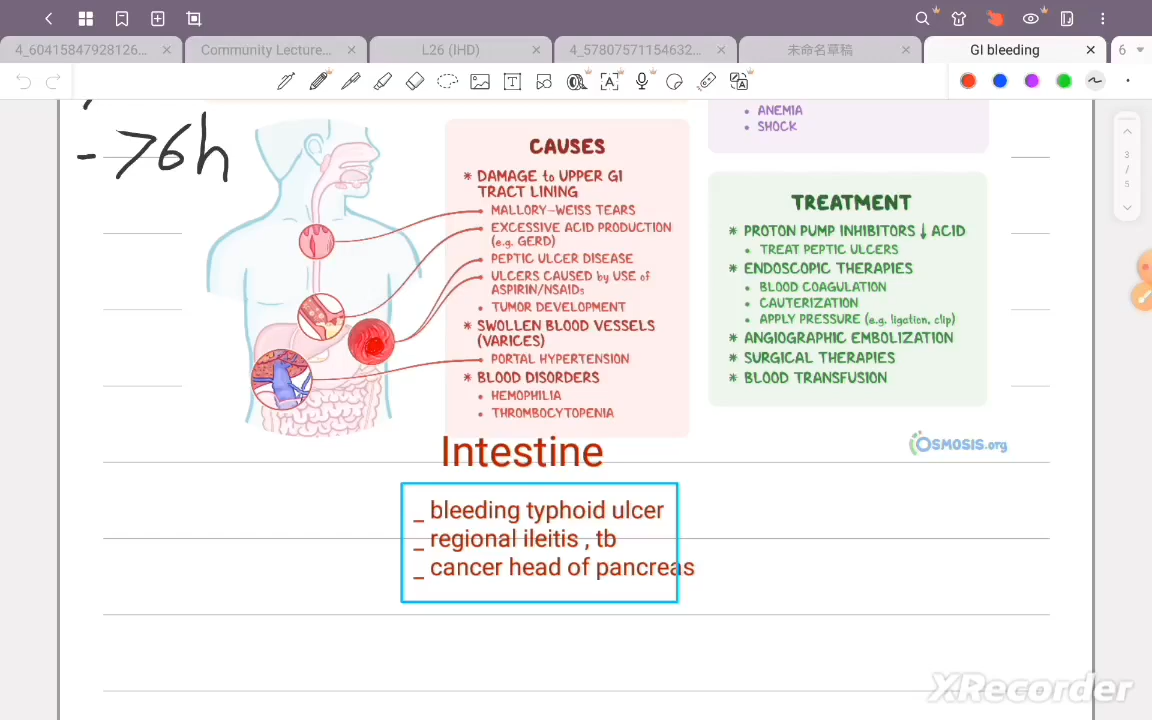 4_60415847928126...
Community Lecture...
L26 (IHD)
4_57807571154632...
未命名草稿
GI bleeding
6
-76h
ANEMIA
SHOCK
3
/
5
CAUSES
* DAMAGE to UPPER GI
TRACT LINING
• MALLORY-WEISS TEARS
• EXCESSIVE ACID PRODUCTION
(e.g. GERD)
• PEPTIC ULCER DISEASE
• ULCERS CAUSED by USE of
ASPIRIN/NSAIDs
• TUMOR DEVELOPMENT
* SWOLLEN BLOOD VESSELS
(VARICES)
• PORTAL HYPERTENSION
* BLOOD DISORDERS
• HEMOPHILIA
• THROMBOCYTOPENIA
TREATMENT
* PROTON PUMP INHIBITORS ↓ ACID
• TREAT PEPTIC ULCERS
* ENDOSCOPIC THERAPIES
• BLOOD COAGULATION
• CAUTERIZATION
• APPLY PRESSURE (e.g. ligation, clip)
* ANGIOGRAPHIC EMBOLIZATION
* SURGICAL THERAPIES
* BLOOD TRANSFUSION
OSMOSIS.org
Intestine
_ bleeding typhoid ulcer
_ regional ileitis , tb
_ cancer head of pancreas
XRecorder